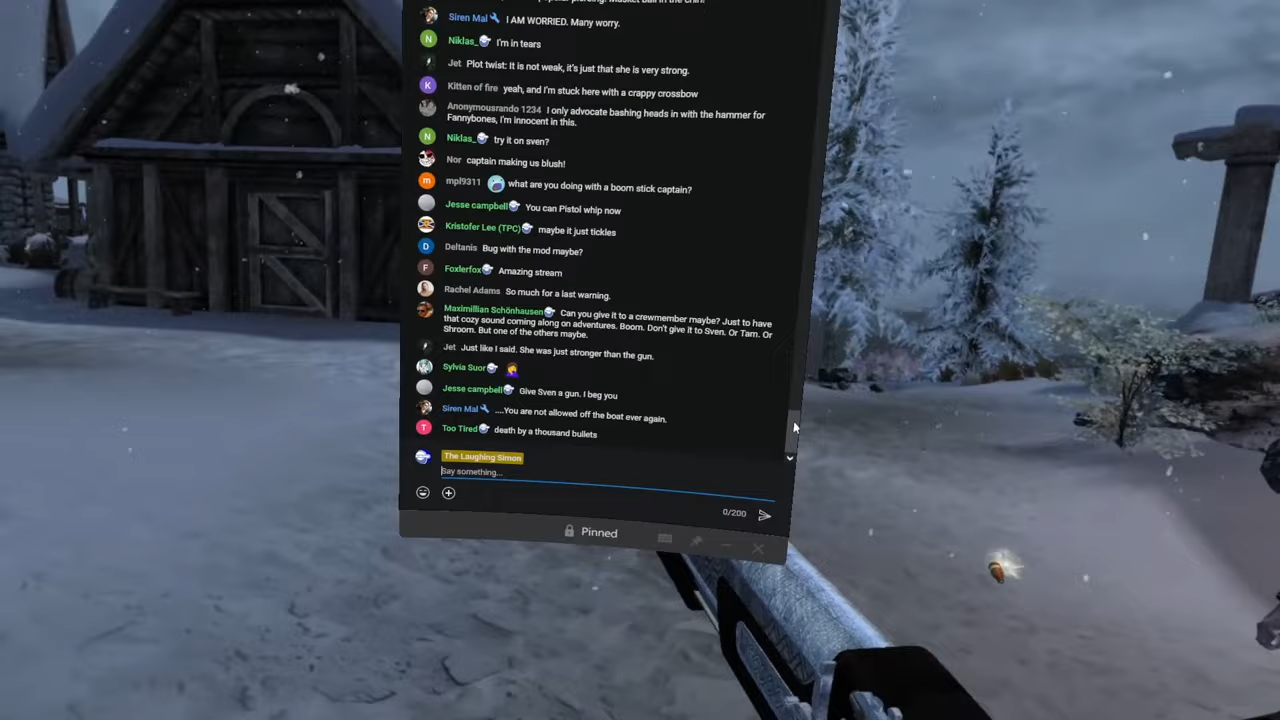 Siren Mal I AM WORRIED. Many worry.
N Niklas_ I'm in tears
Jet Plot twist: It is not weak, it's just that she is very strong.
K Kitten of fire yeah, and I'm stuck here with a crappy crossbow
Anonymousrando 1234 I only advocate bashing heads in with the hammer for
Fannybones, I'm innocent in this.
N Niklas_ try it on sven?
Nor captain making us blush!
m mpl9311 what are you doing with a boom stick captain?
Jesse campbell You can Pistol whip now
Kristofer Lee (TPC) maybe it just tickles
D Deltanis Bug with the mod maybe?
F Foxlerfox Amazing stream
Rachel Adams So much for a last warning.
Maximillian Schönhausen Can you give it to a crewmember maybe? Just to have
that cozy sound coming along on adventures. Boom. Don't give it to Sven. Or Tam. Or
Shroom. But one of the others maybe.
Jet Just like I said. She was just stronger than the gun.
Sylvia Suor
Jesse campbell Give Sven a gun. I beg you
Siren Mal ....You are not allowed off the boat ever again.
T Too Tired death by a thousand bullets
The Laughing Simon
Say something...
0/200
Pinned